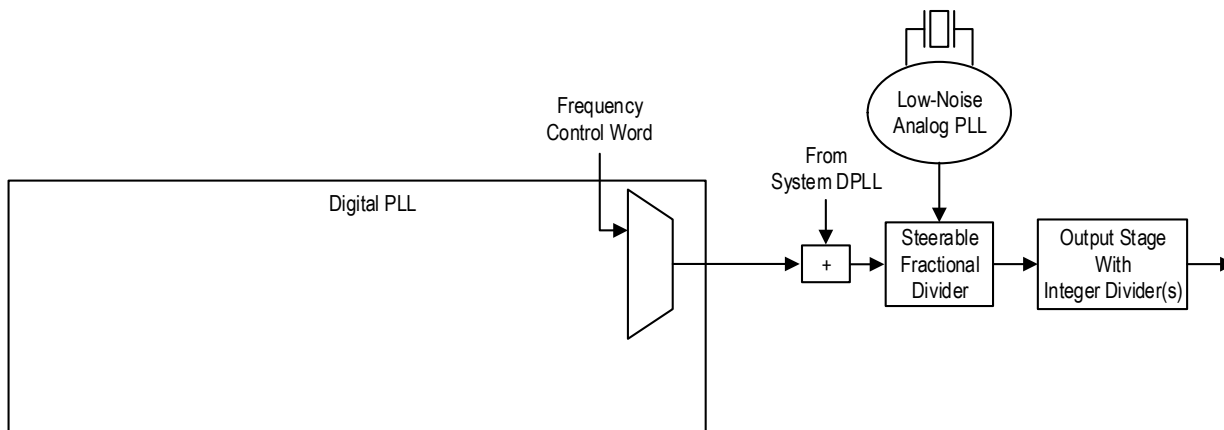 Low-Noise
Analog PLL
Frequency
Control Word
From
System DPLL
Digital PLL
+
Steerable
Fractional
Divider
Output Stage
With
Integer Divider(s)